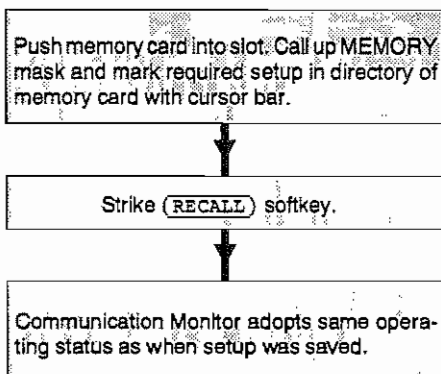 Push memory card into slot. Call up MEMORY
mask and mark required setup in directory of
memory card with cursor bar.
Strike (RECALL) softkey.
Communication Monitor adopts same opera-
ting status as when setup was saved.